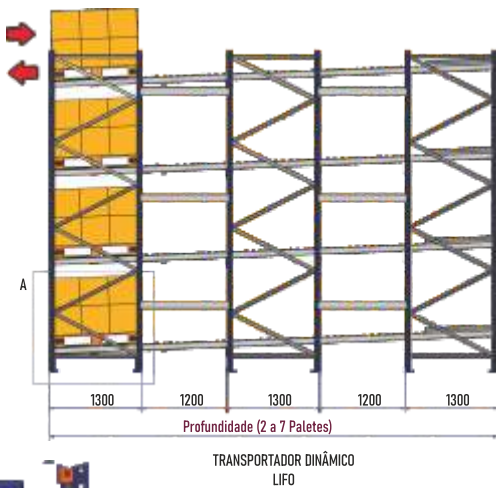 A
1300 1200 1300 1200 1300
Profundidade (2 a 7 Paletes)
TRANSPORTADOR DINÂMICO
LIFO